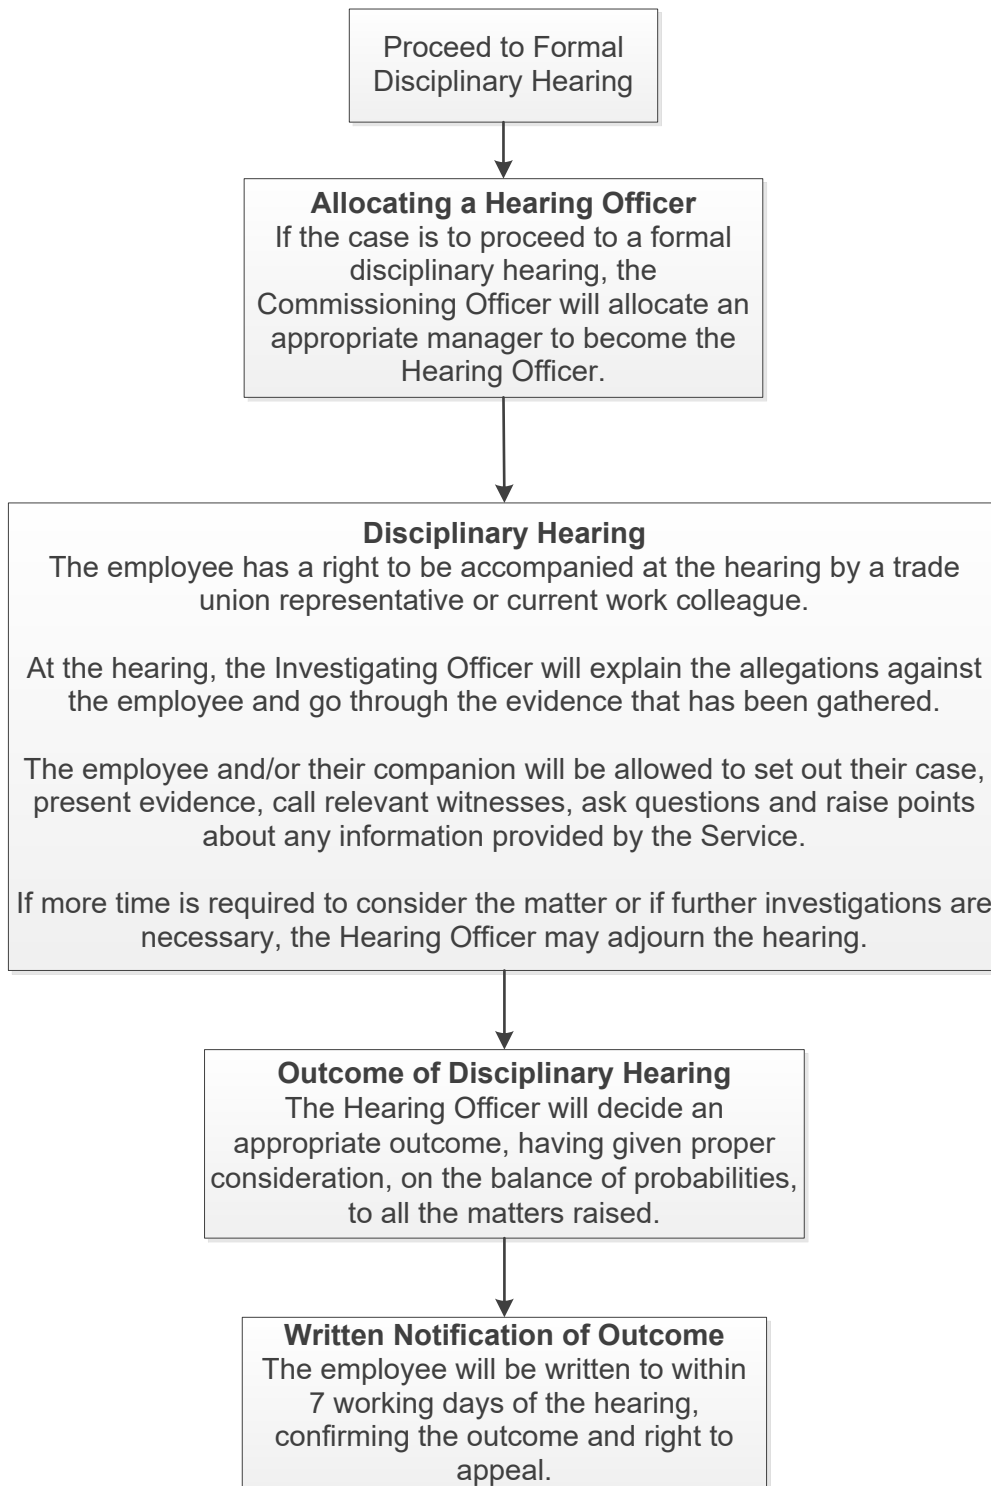 Proceed to Formal
Disciplinary Hearing
Allocating a Hearing Officer
If the case is to proceed to a formal
disciplinary hearing, the
Commissioning Officer will allocate an
appropriate manager to become the
Hearing Officer.
Disciplinary Hearing
The employee has a right to be accompanied at the hearing by a trade
union representative or current work colleague.
At the hearing, the Investigating Officer will explain the allegations against
the employee and go through the evidence that has been gathered.
The employee and/or their companion will be allowed to set out their case,
present evidence, call relevant witnesses, ask questions and raise points
about any information provided by the Service.
If more time is required to consider the matter or if further investigations are
necessary, the Hearing Officer may adjourn the hearing.
Outcome of Disciplinary Hearing
The Hearing Officer will decide an
appropriate outcome, having given proper
consideration, on the balance of probabilities,
to all the matters raised.
Written Notification of Outcome
The employee will be written to within
7 working days of the hearing,
confirming the outcome and right to
appeal.